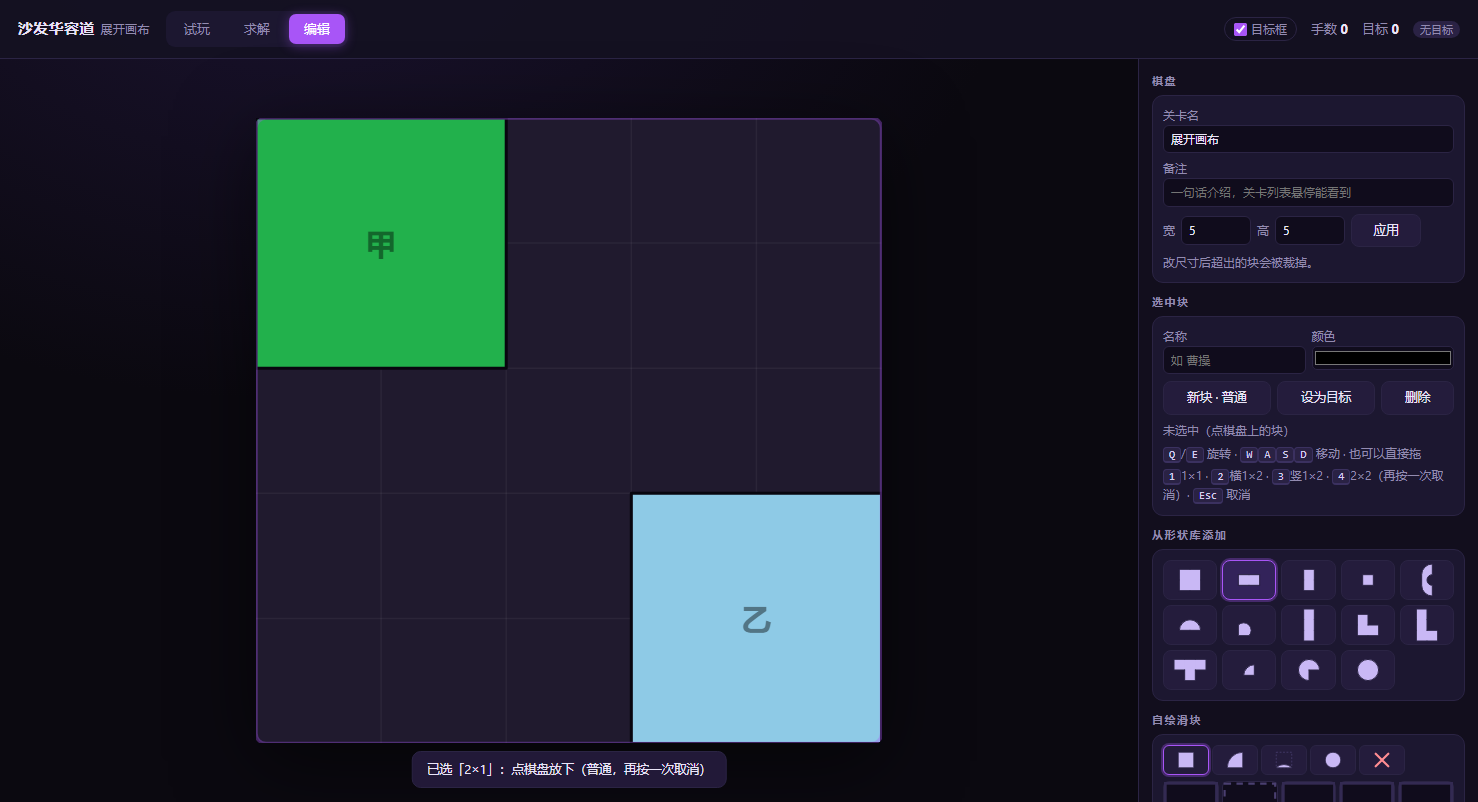 沙发华容道 展开画布 试玩 求解 编辑 目标框 手数 0 目标 0 无目标
棋盘
关卡名
展开画布
备注
一句话介绍，关卡列表悬停能看到
宽 5 高 5 应用
改尺寸后超出的块会被裁掉。
选中块
名称 颜色
如 曹操
新块 · 普通 设为目标 删除
未选中（点棋盘上的块）
Q/E 旋转 · W A S D 移动 · 也可以直接拖
1 1×1 · 2 横1×2 · 3 竖1×2 · 4 2×2（再按一次取
消）· Esc 取消
从形状库添加
自绘滑块
甲
乙
已选「2×1」：点棋盘放下（普通，再按一次取消）